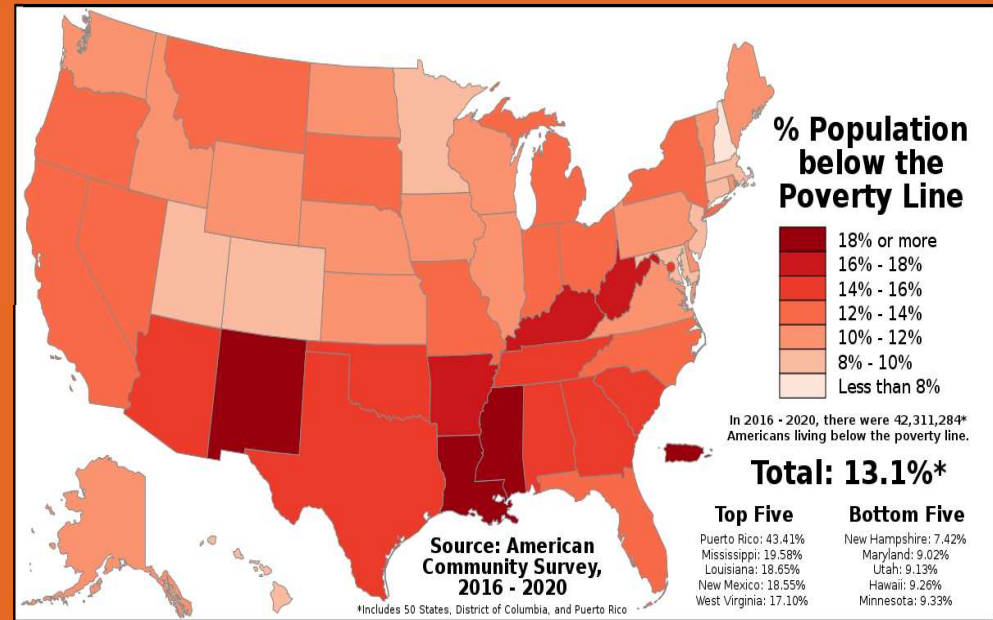 % Population
below the
Poverty Line
18% or more
16% - 18%
14% - 16%
12% - 14%
10% - 12%
8% - 10%
Less than 8%
In 2016 - 2020, there were 42,311,284*
Americans living below the poverty line.
Total: 13.1%*
Top Five
Puerto Rico: 43.41%
Mississippi: 19.58%
Louisiana: 18.65%
New Mexico: 18.55%
West Virginia: 17.10%
Bottom Five
New Hampshire: 7.42%
Maryland: 9.02%
Utah: 9.13%
Hawaii: 9.26%
Minnesota: 9.33%
Source: American
Community Survey,
2016 - 2020
*Includes 50 States, District of Columbia, and Puerto Rico